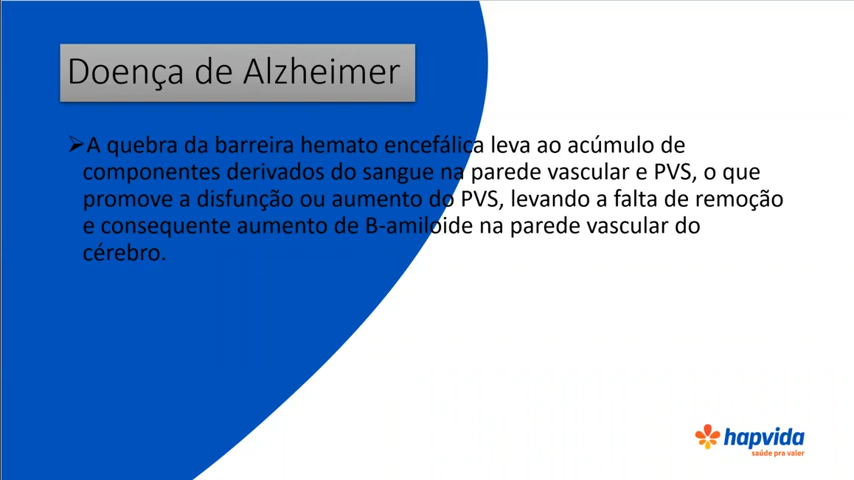 Doença de Alzheimer
➢A quebra da barreira hemato encefálica leva ao acúmulo de
componentes derivados do sangue na parede vascular e PVS, o que
promove a disfunção ou aumento do PVS, levando a falta de remoção
e consequente aumento de B-amiloide na parede vascular do
cérebro.
hapvida
saúde pra valer